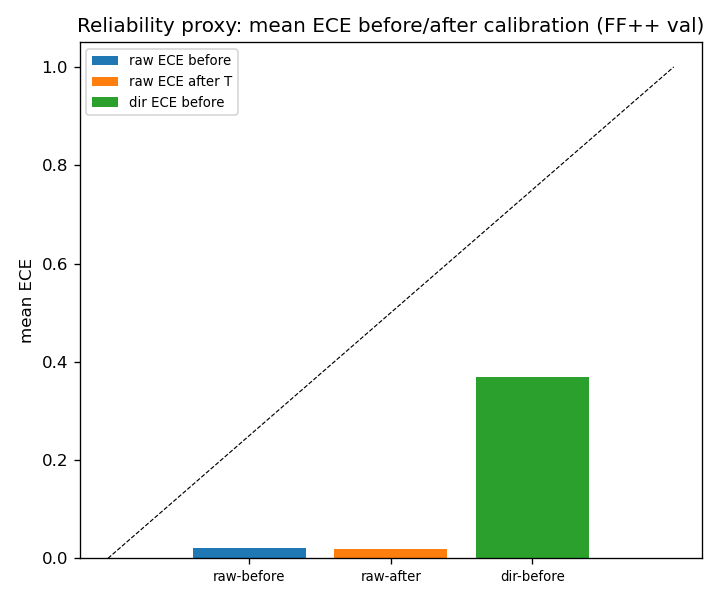 Reliability proxy: mean ECE before/after calibration (FF++ val)
raw ECE before
raw ECE after T
dir ECE before
mean ECE
1.0
0.8
0.6
0.4
0.2
0.0
raw-before
raw-after
dir-before